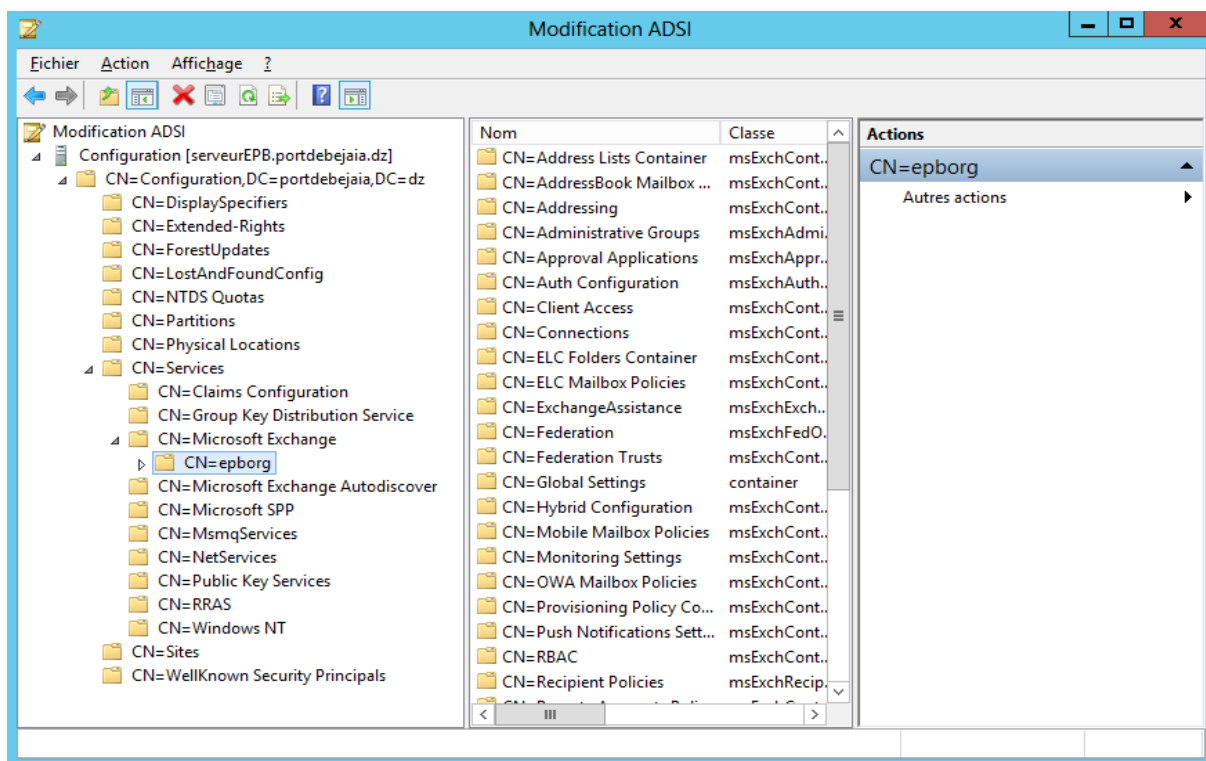 Modification ADSI
Fichier Action Affichage ?
Modification ADSI
Configuration [serveurEPB.portdebejaia.dz]
CN=Configuration,DC=portdebejaia,DC=dz
CN=DisplaySpecifiers
CN=Extended-Rights
CN=ForestUpdates
CN=LostAndFoundConfig
CN=NTDS Quotas
CN=Partitions
CN=Physical Locations
CN=Services
CN=Claims Configuration
CN=Group Key Distribution Service
CN=Microsoft Exchange
CN=epborg
CN=Microsoft Exchange Autodiscover
CN=Microsoft SPP
CN=MsmqServices
CN=NetServices
CN=Public Key Services
CN=RRAS
CN=Windows NT
CN=Sites
CN=WellKnown Security Principals
Nom Classe
CN=Address Lists Container msExchCont..
CN=AddressBook Mailbox ... msExchCont..
CN=Addressing msExchCont..
CN=Administrative Groups msExchAdmi.
CN=Approval Applications msExchAppr..
CN=Auth Configuration msExchAuth..
CN=Client Access msExchCont..
CN=Connections msExchCont..
CN=ELC Folders Container msExchCont..
CN=ELC Mailbox Policies msExchCont..
CN=ExchangeAssistance msExchExch..
CN=Federation msExchFedO.
CN=Federation Trusts msExchCont..
CN=Global Settings container
CN=Hybrid Configuration msExchCont..
CN=Mobile Mailbox Policies msExchCont..
CN=Monitoring Settings msExchCont..
CN=OWA Mailbox Policies msExchCont..
CN=Provisioning Policy Co... msExchCont..
CN=Push Notifications Sett... msExchCont..
CN=RBAC msExchCont..
CN=Recipient Policies msExchRecip.
Actions
CN=epborg
Autres actions